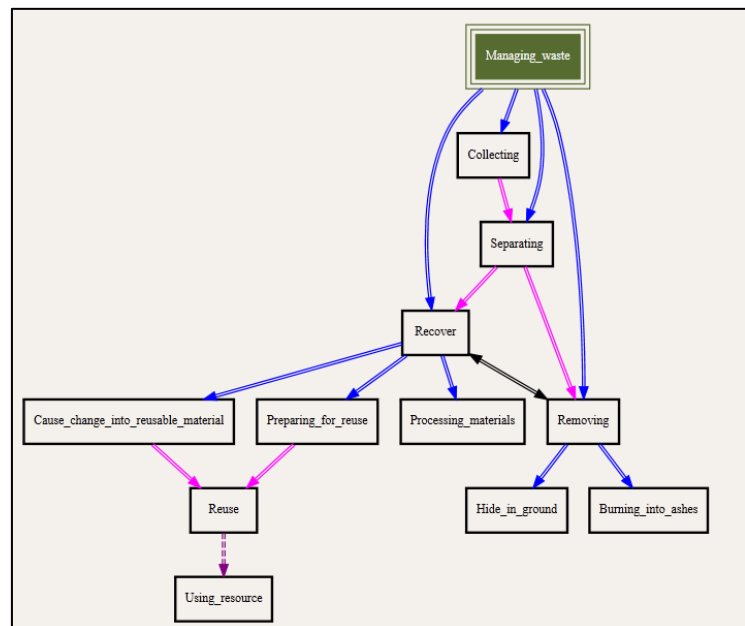 Managing_waste
Collecting
Separating
Recover
Cause_change_into_reusable_material
Preparing_for_reuse
Processing_materials
Removing
Reuse
Hide_in_ground
Burning_into_ashes
Using_resource